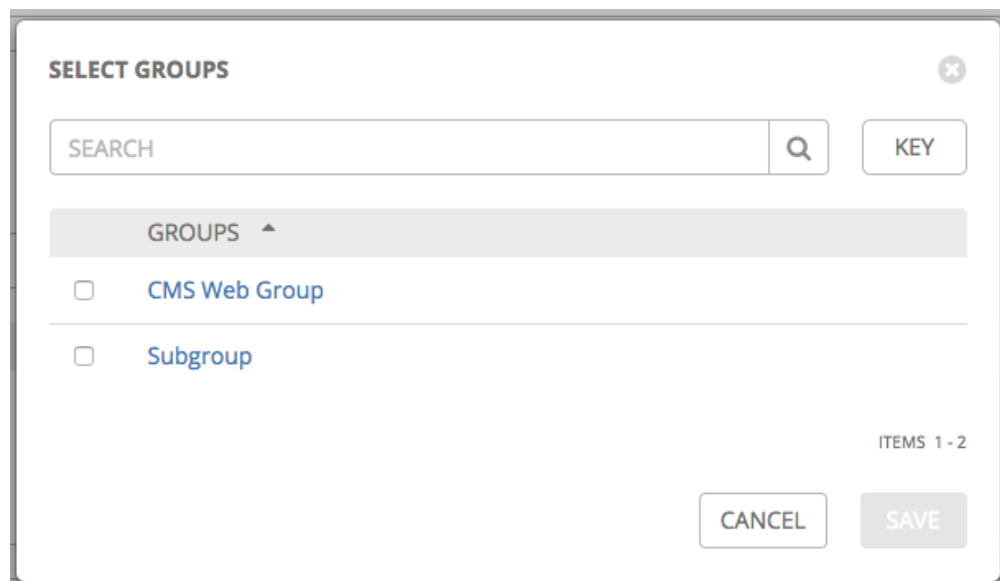 SELECT GROUPS
SEARCH
KEY
GROUPS
CMS Web Group
Subgroup
ITEMS 1 - 2
CANCEL
SAVE